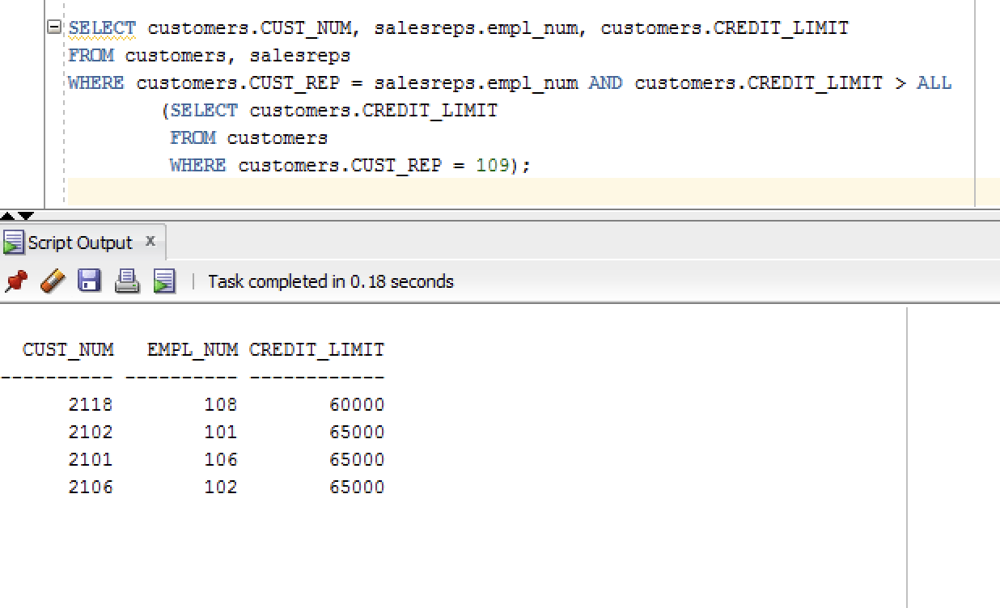 SELECT customers.CUST_NUM, salesreps.empl_num, customers.CREDIT_LIMIT
FROM customers, salesreps
WHERE customers.CUST_REP = salesreps.empl_num AND customers.CREDIT_LIMIT > ALL
(SELECT customers.CREDIT_LIMIT
FROM customers
WHERE customers.CUST_REP = 109);
Script Output x
| Task completed in 0.18 seconds
CUST_NUM EMPL_NUM CREDIT_LIMIT
---------- ---------- ------------
2118 108 60000
2102 101 65000
2101 106 65000
2106 102 65000